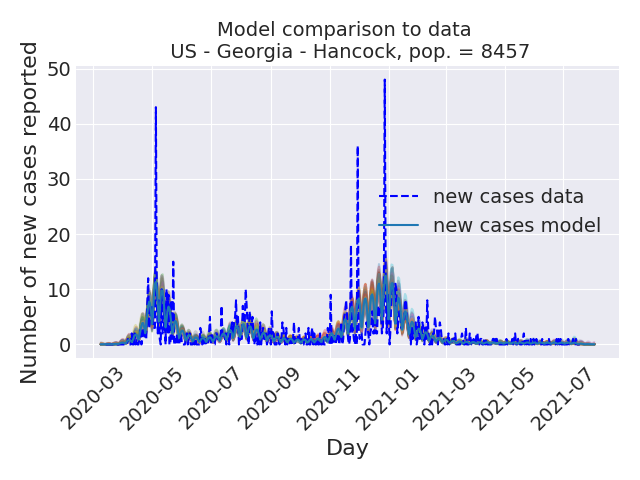 Model comparison to data
US - Georgia - Hancock, pop. = 8457
Number of new cases reported
50
40
30
20
10
0
new cases data
new cases model
2020-03
2020-05
2020-07
2020-09
2020-11
2021-01
2021-03
2021-05
2021-07
Day